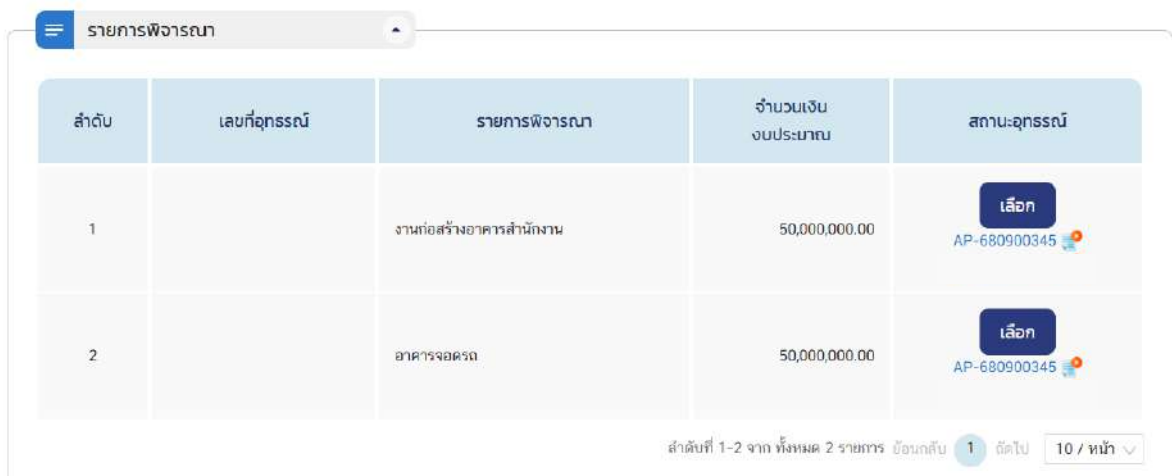 รายการพิจารณา
ลำดับ เลขที่อุทธรณ์ รายการพิจารณา จำนวนเงิน งบประมาณ สถานะอุทธรณ์
1 งานก่อสร้างอาคารสำนักงาน 50,000,000.00 เลือก
AP-680900345
2 อาคารจอดรถ 50,000,000.00 เลือก
AP-680900345
ลำดับที่ 1-2 จาก ทั้งหมด 2 รายการ ย้อนกลับ 1 ถัดไป 10 / หน้า